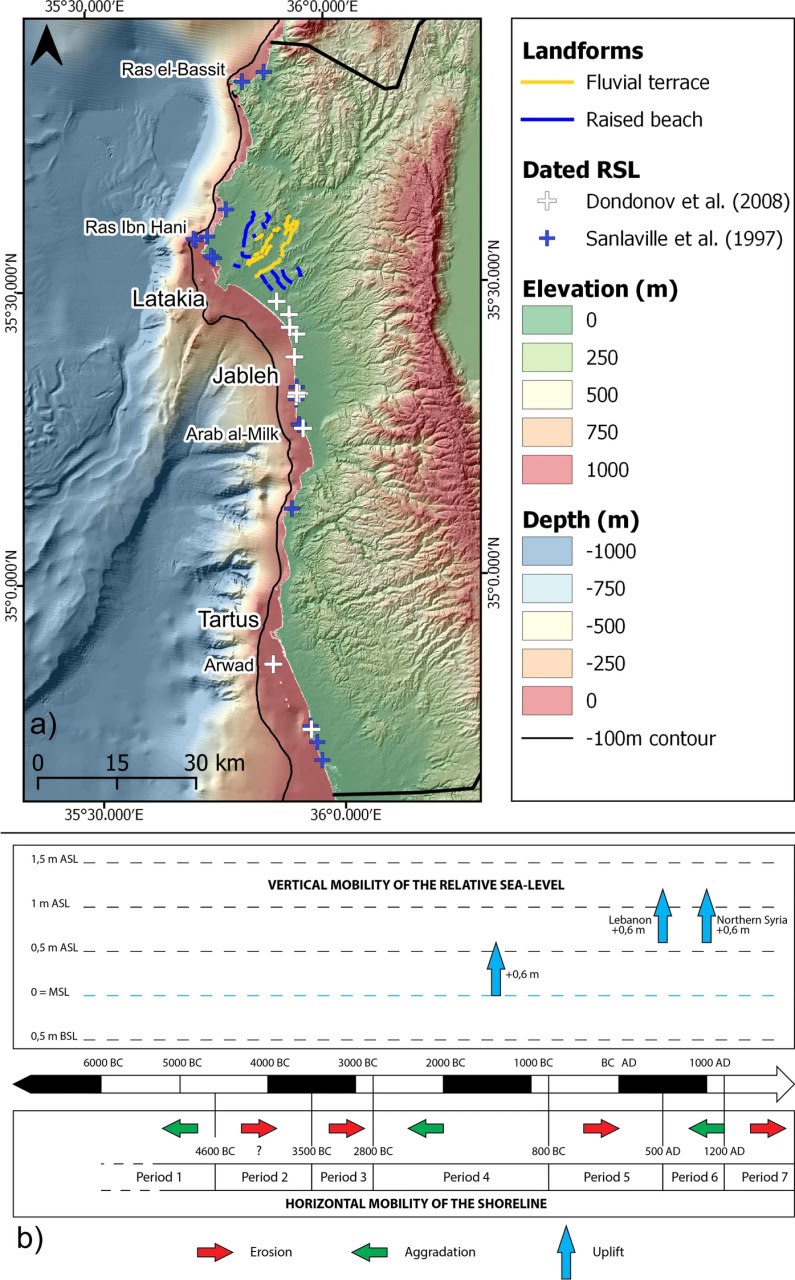 35°30.000’E
36°0.000’E
Ras el-Bassit
Ras Ibn Hani
Latakia
Jableh
Arab al-Milk
Tartus
Arwad
35°30.000’N
35°30.000’N
35°0.000’N
35°0.000’N
a)
0 15 30 km
35°30.000’E
36°0.000’E
Landforms
Fluvial terrace
Raised beach
Dated RSL
Dondonov et al. (2008)
Sanlaville et al. (1997)
Elevation (m)
0
250
500
750
1000
Depth (m)
-1000
-750
-500
-250
0
-100m contour
1,5 m ASL
VERTICAL MOBILITY OF THE RELATIVE SEA-LEVEL
1 m ASL
Lebanon
+0,6 m
Northern Syria
+0,6 m
0,5 m ASL
+0,6 m
0 = MSL
0,5 m BSL
6000 BC 5000 BC 4000 BC 3000 BC 2000 BC 1000 BC BC AD 1000 AD
4600 BC ? 3500 BC 2800 BC 800 BC 500 AD 1200 AD
Period 1 Period 2 Period 3 Period 4 Period 5 Period 6 Period 7
HORIZONTAL MOBILITY OF THE SHORELINE
b)
Erosion Aggradation Uplift